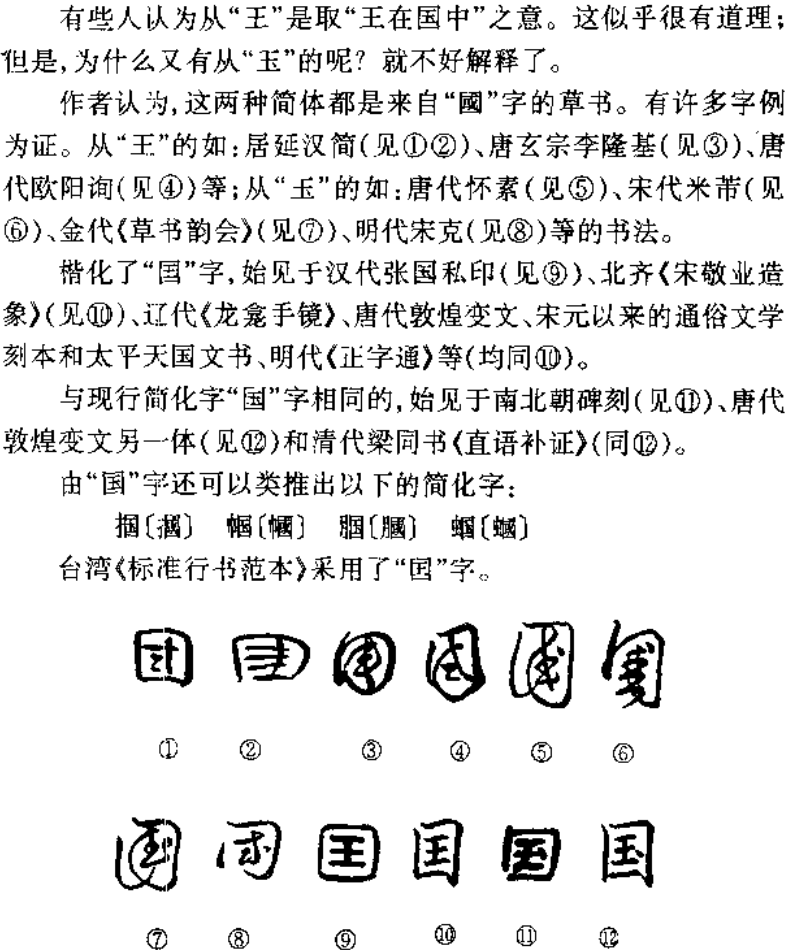 有些人认为从“王”是取“王在国中”之意。这似乎很有道理；
但是，为什么又有从“玉”的呢？就不好解释了。
作者认为，这两种简体都是来自“國”字的草书。有许多字例
为证。从“王”的如：居延汉简（见①②）、唐玄宗李隆基（见③）、唐
代欧阳询（见④）等；从“玉”的如：唐代怀素（见⑤）、宋代米芾（见
⑥）、金代《草书韵会》（见⑦）、明代宋克（见⑧）等的书法。
楷化了“囯”字，始见于汉代张囯私印（见⑨）、北齐《宋敬业造
象》（见⑩）、辽代《龙龛手镜》、唐代敦煌变文、宋元以来的通俗文学
刻本和太平天囯文书、明代《正字通》等（均同⑩）。
与现行简化字“国”字相同的，始见于南北朝碑刻（见⑪）、唐代
敦煌变文另一体（见⑫）和清代梁同书《直语补证》（同⑫）。
由“国”字还可以类推出以下的简化字：
掴〔摑〕 帼〔幗〕 腘〔膕〕 蝈〔蟈〕
台湾《标准行书范本》采用了“囯”字。
① ② ③ ④ ⑤ ⑥
囯 囯 国 国
⑦ ⑧ ⑨ ⑩ ⑪ ⑫